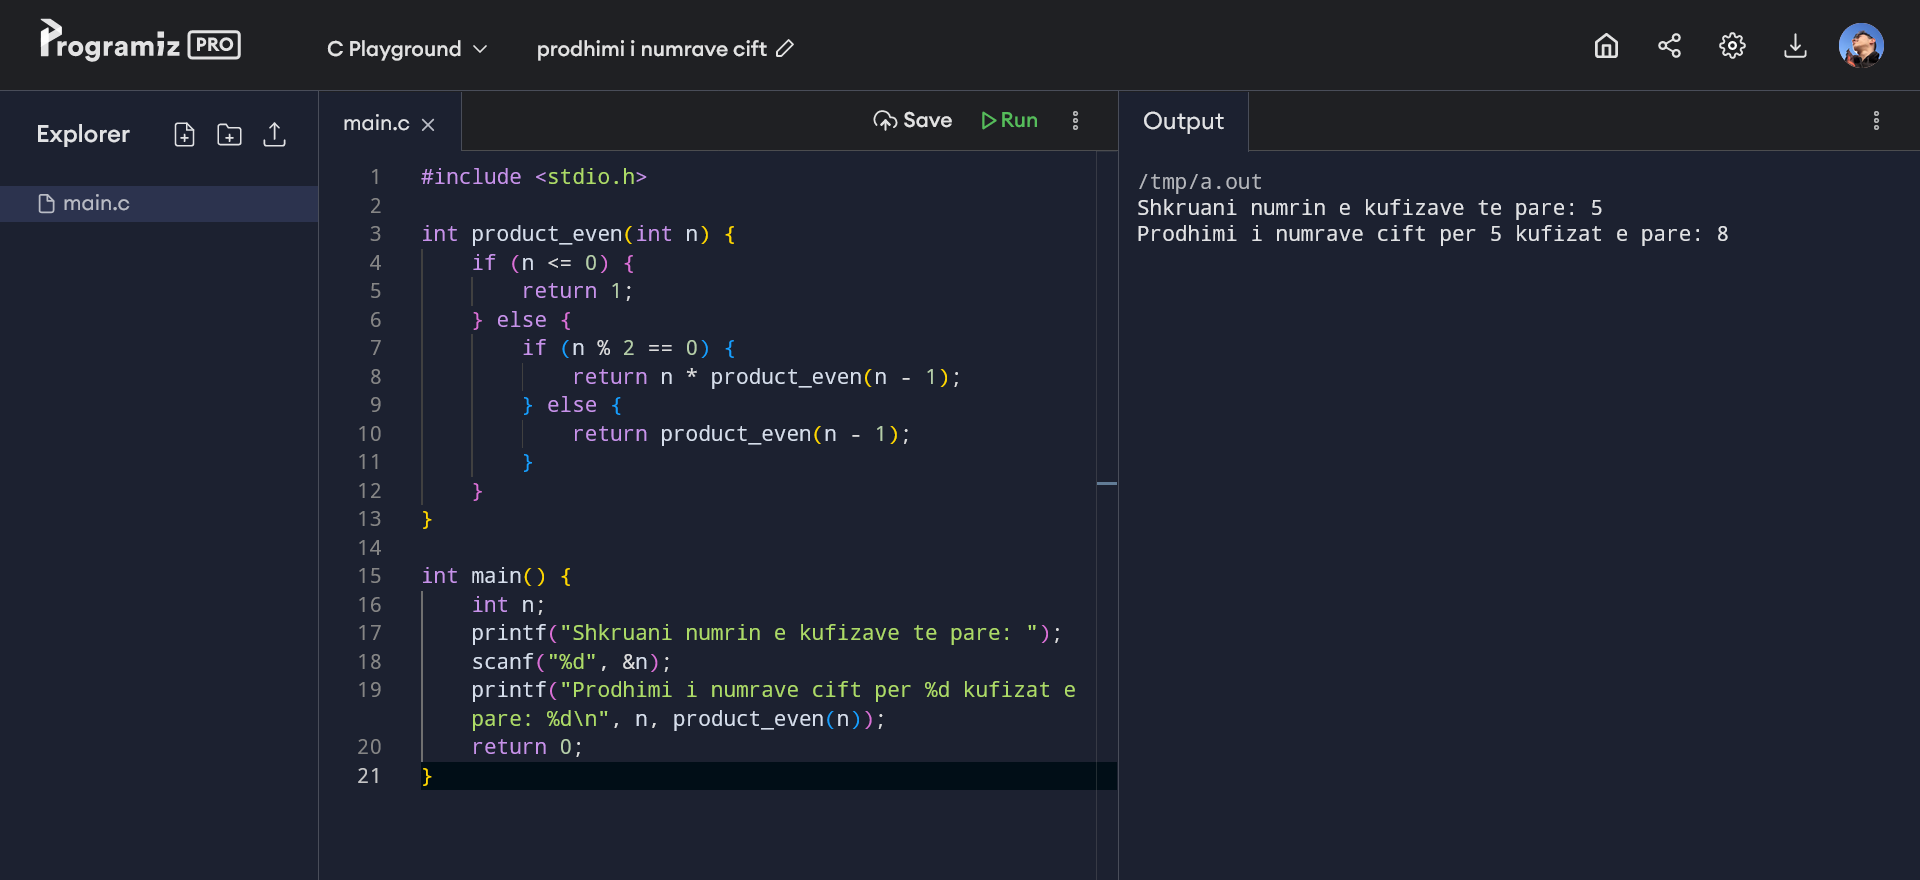 Programiz PRO
C Playground
prodhimi i numrave cift
Explorer
main.c
main.c
Save
Run
1 #include <stdio.h>
2
3 int product_even(int n) {
4     if (n <= 0) {
5         return 1;
6     } else {
7         if (n % 2 == 0) {
8             return n * product_even(n - 1);
9         } else {
10             return product_even(n - 1);
11         }
12     }
13 }
14
15 int main() {
16     int n;
17     printf("Shkruani numrin e kufizave te pare: ");
18     scanf("%d", &n);
19     printf("Prodhimi i numrave cift per %d kufizat e
    pare: %d\n", n, product_even(n));
20     return 0;
21 }
Output
/tmp/a.out
Shkruani numrin e kufizave te pare: 5
Prodhimi i numrave cift per 5 kufizat e pare: 8